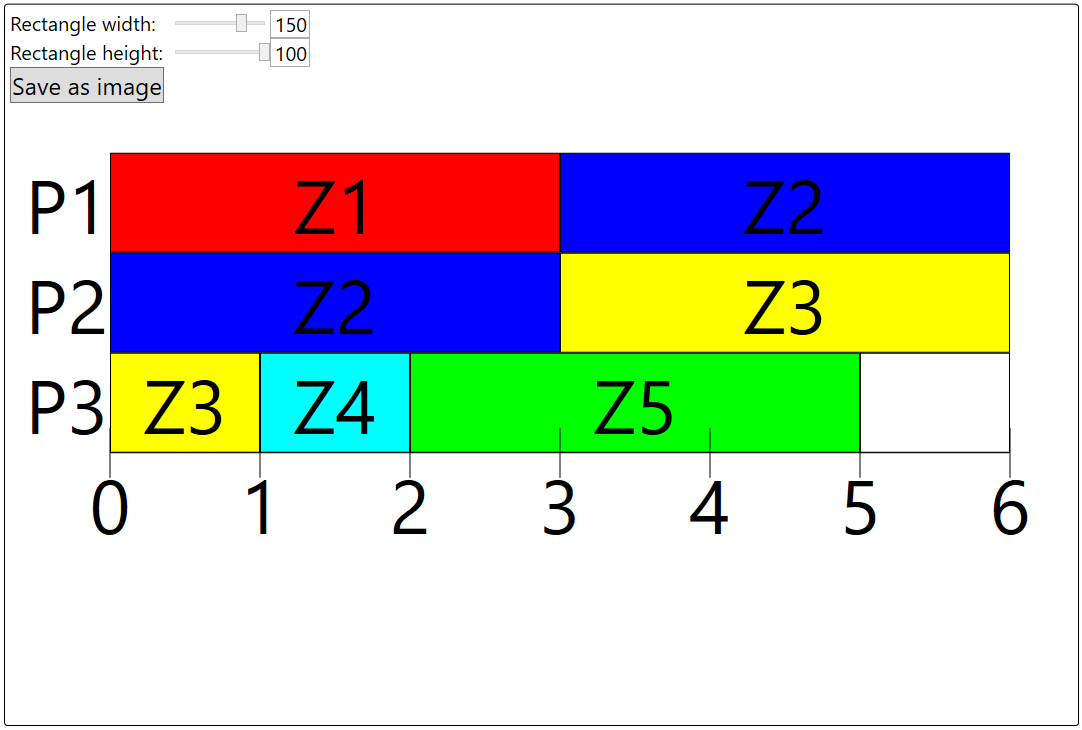 Rectangle width: 150
Rectangle height: 100
Save as image
P1 Z1 Z2
P2 Z2 Z3
P3 Z3 Z4 Z5
0 1 2 3 4 5 6